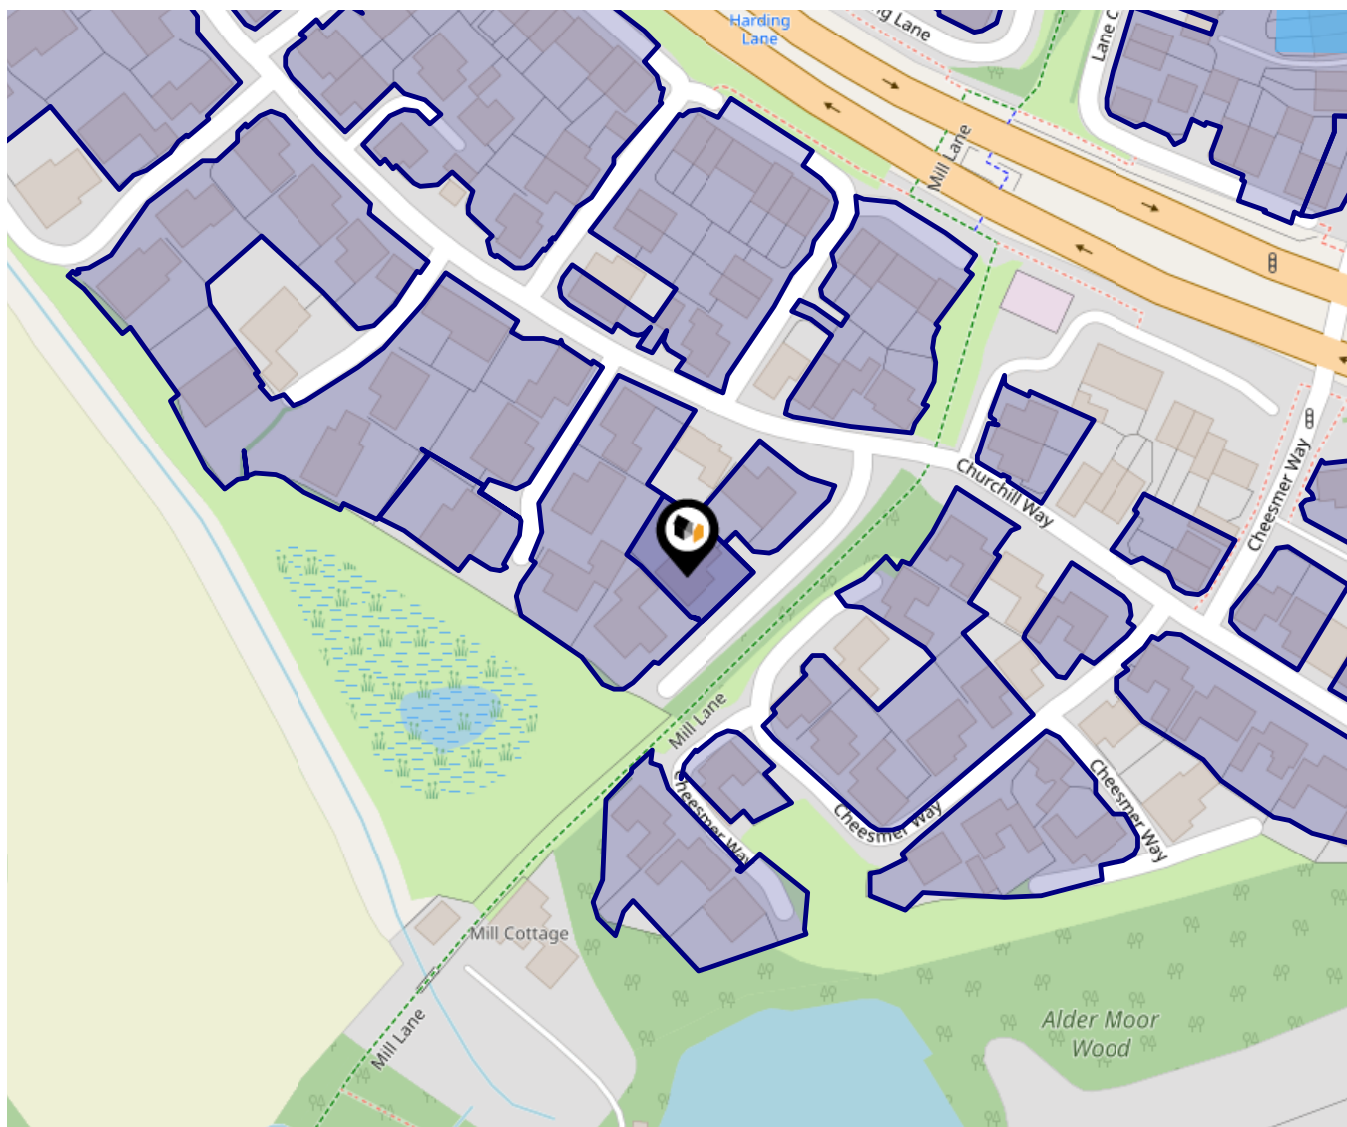 Harding
Lane
ng Lane
Lane C
Mill Lane
Churchill Way
Cheesmer Way
Mill Lane
Cheesmer Way
Cheesmer Way
Cheesmer Way
Mill Cottage
Mill Lane
Alder Moor
Wood